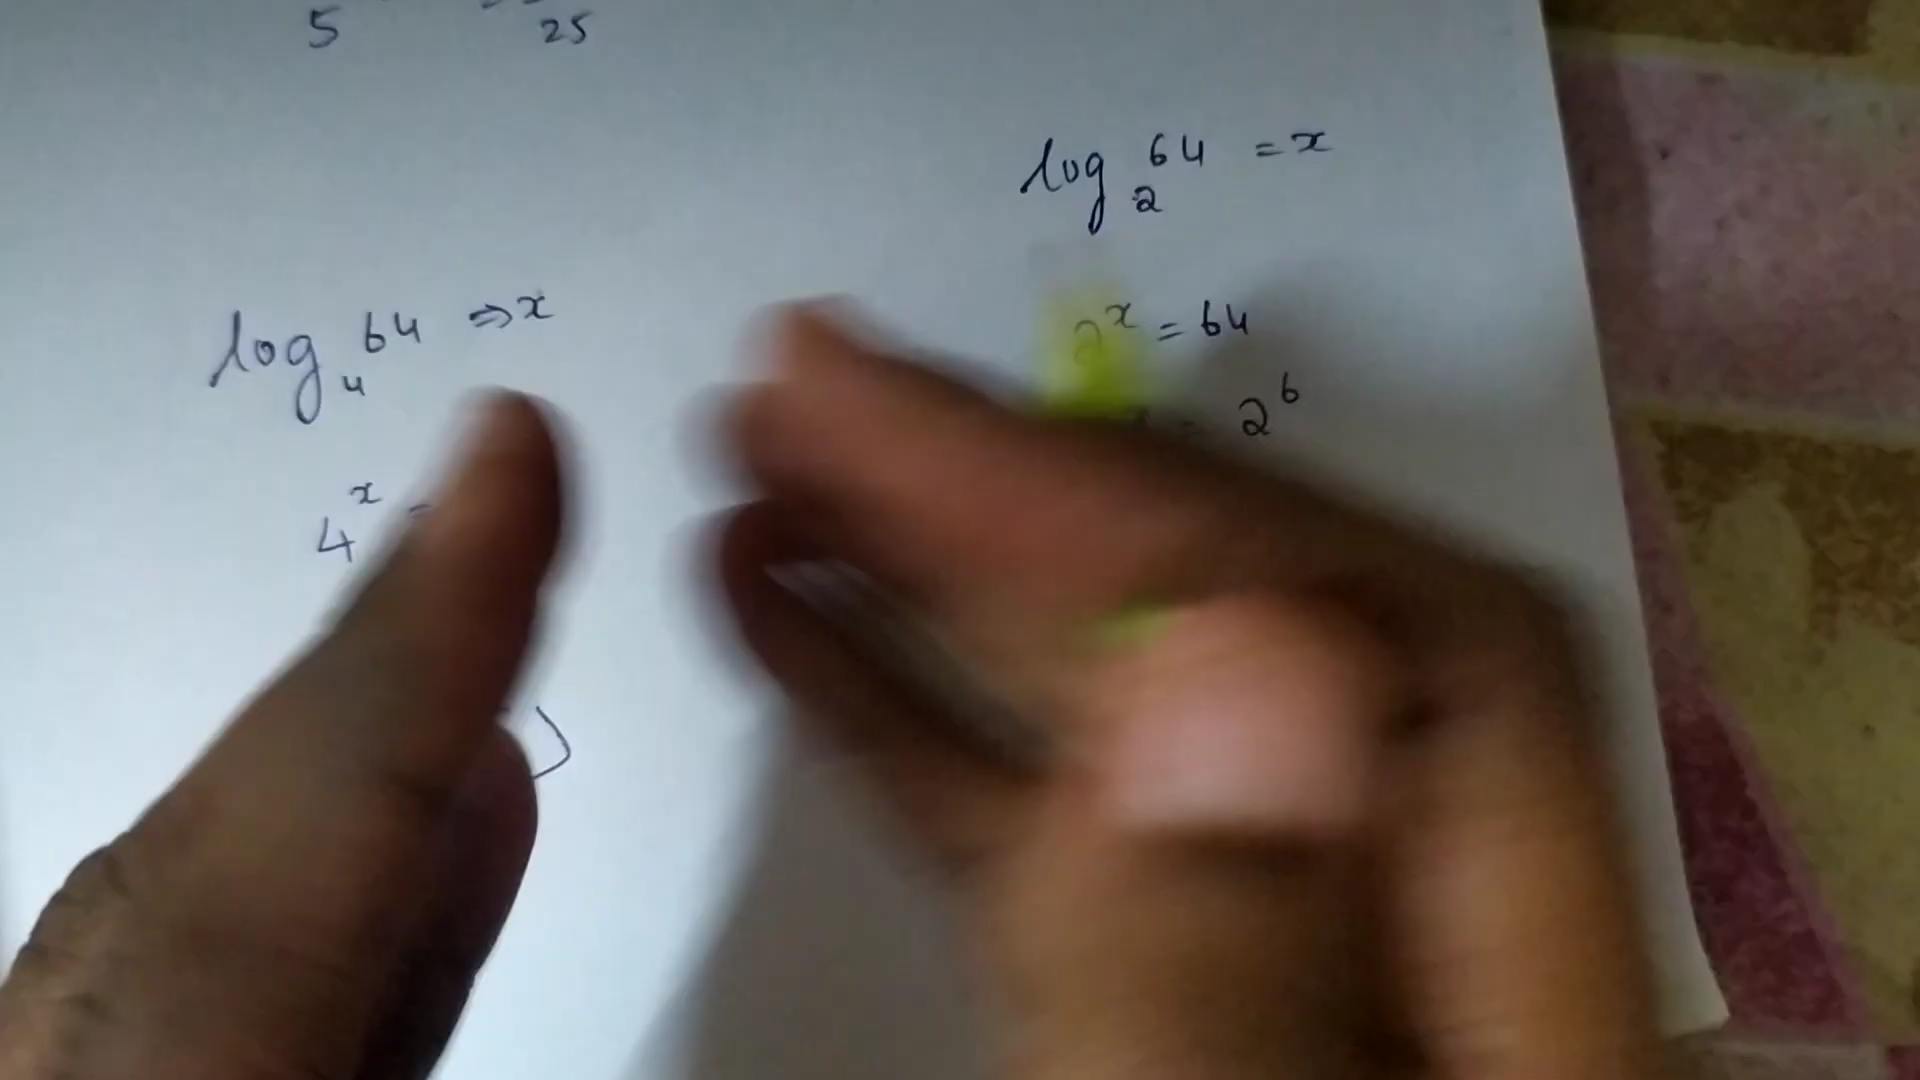 5 25
log₂ 64 = x
log₄ 64 ⇒ x
2ˣ = 64
= 2⁶
4ˣ =
)